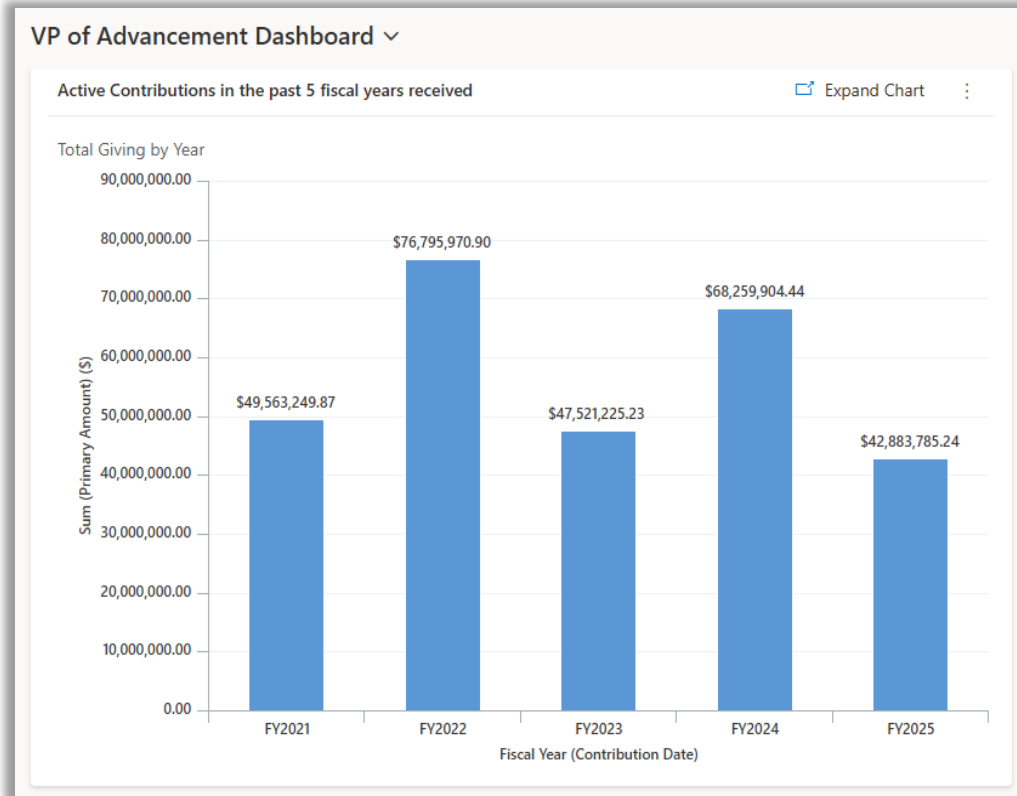 VP of Advancement Dashboard
Active Contributions in the past 5 fiscal years received
Expand Chart
Total Giving by Year
90,000,000.00
80,000,000.00
70,000,000.00
60,000,000.00
50,000,000.00
40,000,000.00
30,000,000.00
20,000,000.00
10,000,000.00
0.00
Sum (Primary Amount) ($)
$49,563,249.87
$76,795,970.90
$47,521,225.23
$68,259,904.44
$42,883,785.24
FY2021
FY2022
FY2023
FY2024
FY2025
Fiscal Year (Contribution Date)